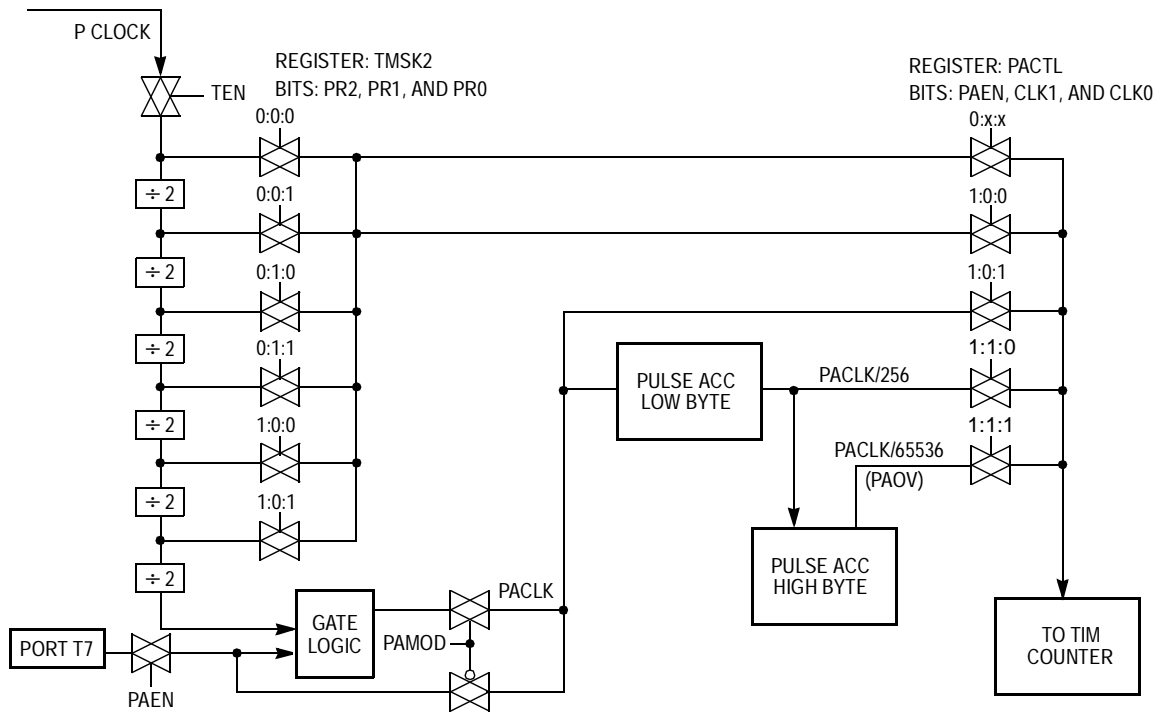 P CLOCK
REGISTER: TMSK2
BITS: PR2, PR1, AND PR0
REGISTER: PACTL
BITS: PAEN, CLK1, AND CLK0
TEN
0:0:0
0:x:x
÷ 2
0:0:1
1:0:0
÷ 2
0:1:0
1:0:1
÷ 2
0:1:1
1:1:0
PULSE ACC
LOW BYTE
PACLK/256
÷ 2
1:0:0
1:1:1
PACLK/65536
(PAOV)
÷ 2
1:0:1
PULSE ACC
HIGH BYTE
÷ 2
PACLK
GATE
LOGIC
PORT T7
PAMOD
PAEN
TO TIM
COUNTER